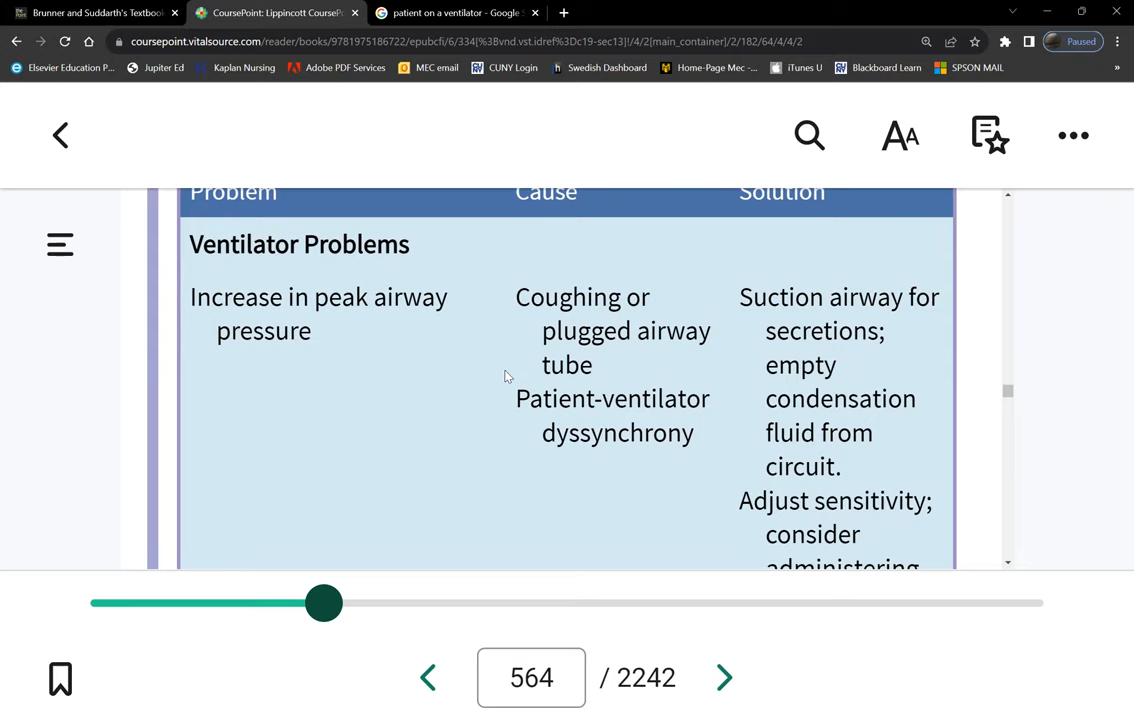 Brunner and Suddarth's Textboo
CoursePoint: Lippincott CourseP
patient on a ventilator - Google S
coursepoint.vitalsource.com/reader/books/9781975186722/epubcfi/6/334[%3Bvnd.vst.idref%3Dc19-sec13]!/4/2[main_container]/2/182/64/4/4/2
Paused
Elsevier Education P...
Jupiter Ed
Kaplan Nursing
Adobe PDF Services
MEC email
CUNY Login
Swedish Dashboard
Home-Page Mec -...
iTunes U
Blackboard Learn
SPSON MAIL
»
AA
Problem Cause Solution
Ventilator Problems
Increase in peak airway
pressure
Coughing or
plugged airway
tube
Patient-ventilator
dyssynchrony
Suction airway for
secretions;
empty
condensation
fluid from
circuit.
Adjust sensitivity;
consider
administering
564 / 2242